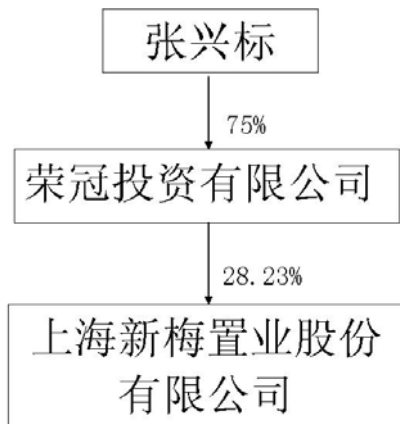 张兴标
75%
荣冠投资有限公司
28.23%
上海新梅置业股份
有限公司